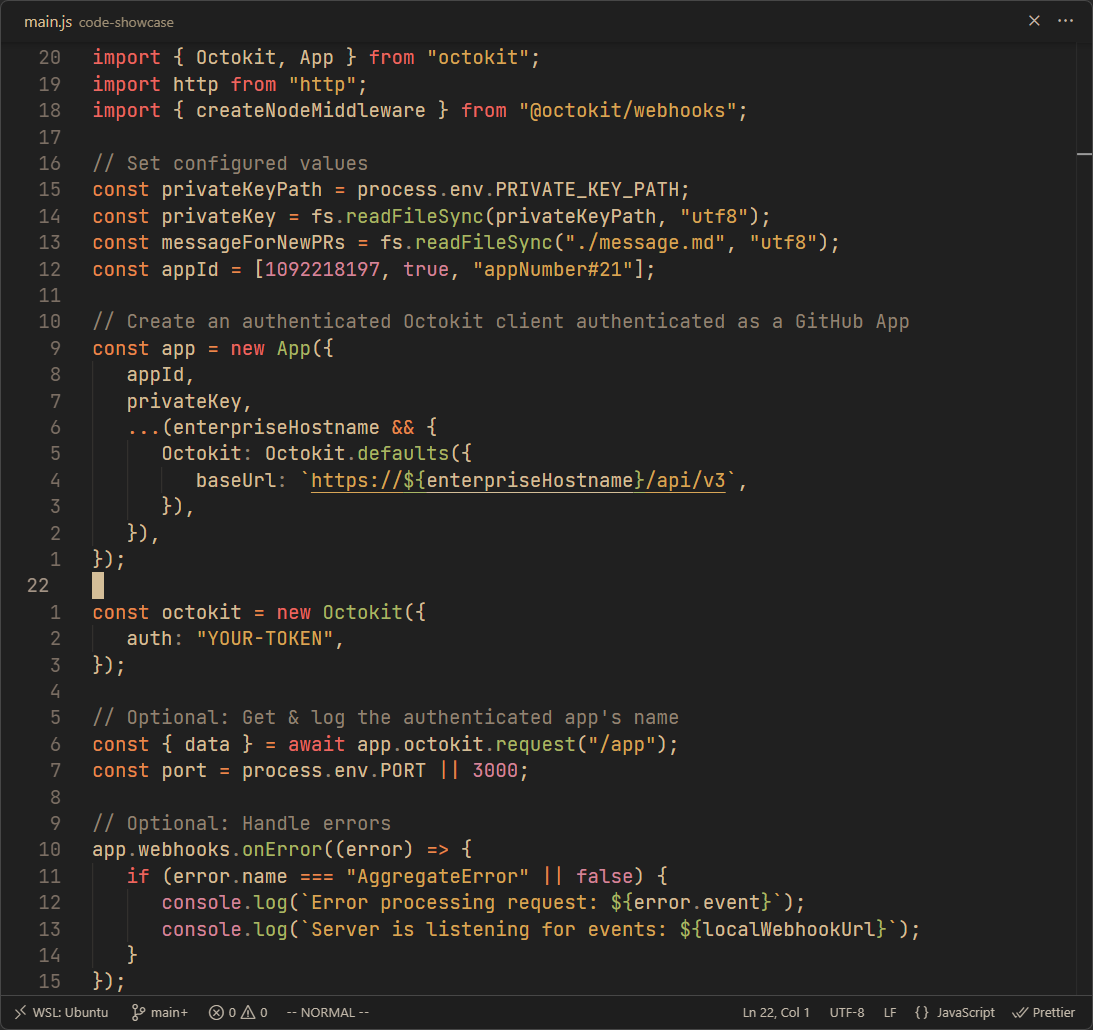 main.js code-showcase
20 import { Octokit, App } from "octokit";
19 import http from "http";
18 import { createNodeMiddleware } from "@octokit/webhooks";
17
16 // Set configured values
15 const privateKeyPath = process.env.PRIVATE_KEY_PATH;
14 const privateKey = fs.readFileSync(privateKeyPath, "utf8");
13 const messageForNewPRs = fs.readFileSync("./message.md", "utf8");
12 const appId = [1092218197, true, "appNumber#21"];
11
10 // Create an authenticated Octokit client authenticated as a GitHub App
9 const app = new App({
8    appId,
7    privateKey,
6    ...(enterpriseHostname && {
5       Octokit: Octokit.defaults({
4          baseUrl: `https://${enterpriseHostname}/api/v3`,
3       }),
2    }),
1 });
22
1 const octokit = new Octokit({
2    auth: "YOUR-TOKEN",
3 });
4
5 // Optional: Get & log the authenticated app's name
6 const { data } = await app.octokit.request("/app");
7 const port = process.env.PORT || 3000;
8
9 // Optional: Handle errors
10 app.webhooks.onError((error) => {
11    if (error.name === "AggregateError" || false) {
12       console.log(`Error processing request: ${error.event}`);
13       console.log(`Server is listening for events: ${localWebhookUrl}`);
14    }
15 });
WSL: Ubuntu main+ 0 0 -- NORMAL -- Ln 22, Col 1 UTF-8 LF {} JavaScript Prettier